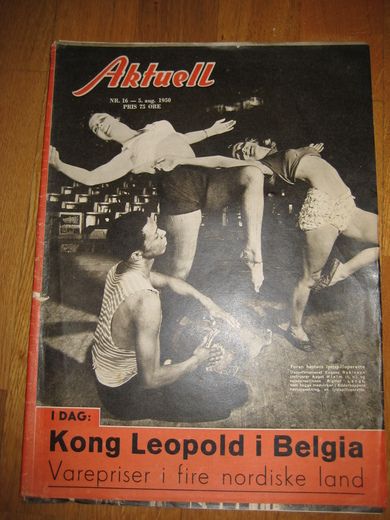 Aktuell
NR. 16 — 5. aug. 1950
PRIS 75 ØRE
I DAG:
Kong Leopold i Belgia
Varepriser i fire nordiske land